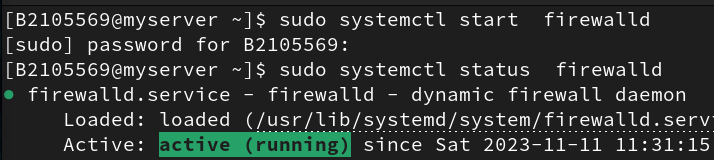 [B2105569@myserver ~]$ sudo systemctl start  firewalld
[sudo] password for B2105569:
[B2105569@myserver ~]$ sudo systemctl status  firewalld
● firewalld.service - firewalld - dynamic firewall daemon
     Loaded: loaded (/usr/lib/systemd/system/firewalld.serv
     Active: active (running) since Sat 2023-11-11 11:31:15